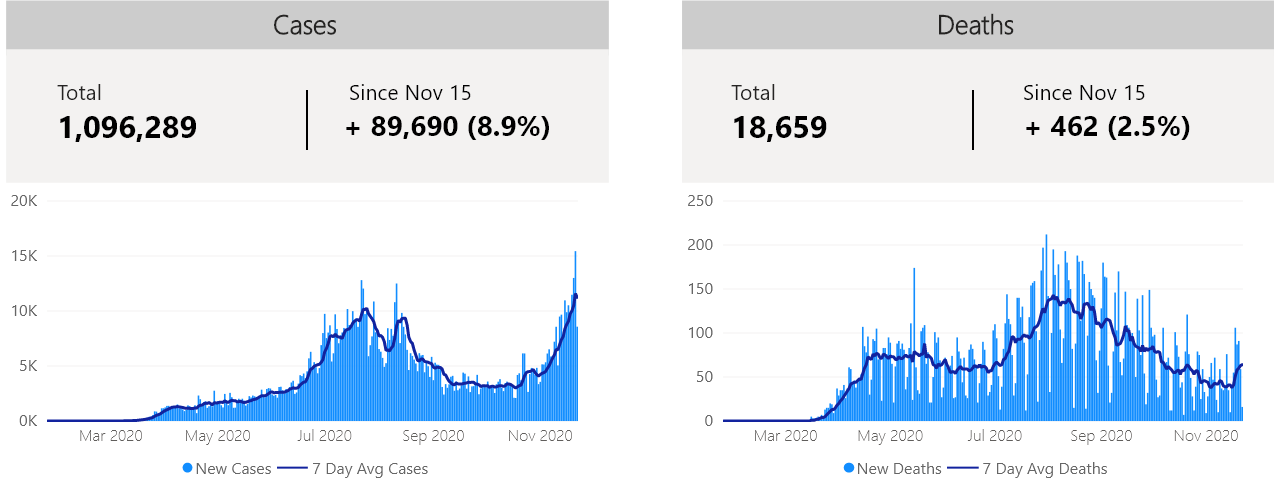 Cases
Total
1,096,289
Since Nov 15
+ 89,690 (8.9%)
20K
15K
10K
5K
0K
Mar 2020 May 2020 Jul 2020 Sep 2020 Nov 2020
New Cases 7 Day Avg Cases
Deaths
Total
18,659
Since Nov 15
+ 462 (2.5%)
250
200
150
100
50
0
Mar 2020 May 2020 Jul 2020 Sep 2020 Nov 2020
New Deaths 7 Day Avg Deaths